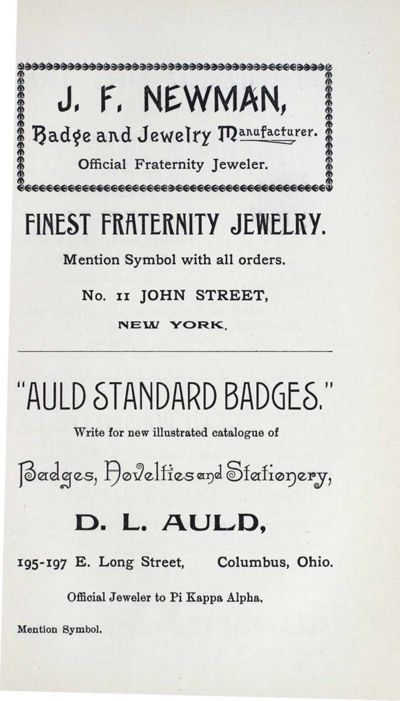 J. F. NEWMAN,
Badge and Jewelry Manufacturer.
Official Fraternity Jeweler.
FINEST FRATERNITY JEWELRY.
Mention Symbol with all orders.
No. 11 JOHN STREET,
NEW YORK.
"AULD STANDARD BADGES."
Write for new illustrated catalogue of
Badges, Novelties and Stationery,
D. L. AULD,
195-197 E. Long Street, Columbus, Ohio.
Official Jeweler to Pi Kappa Alpha.
Mention Symbol.